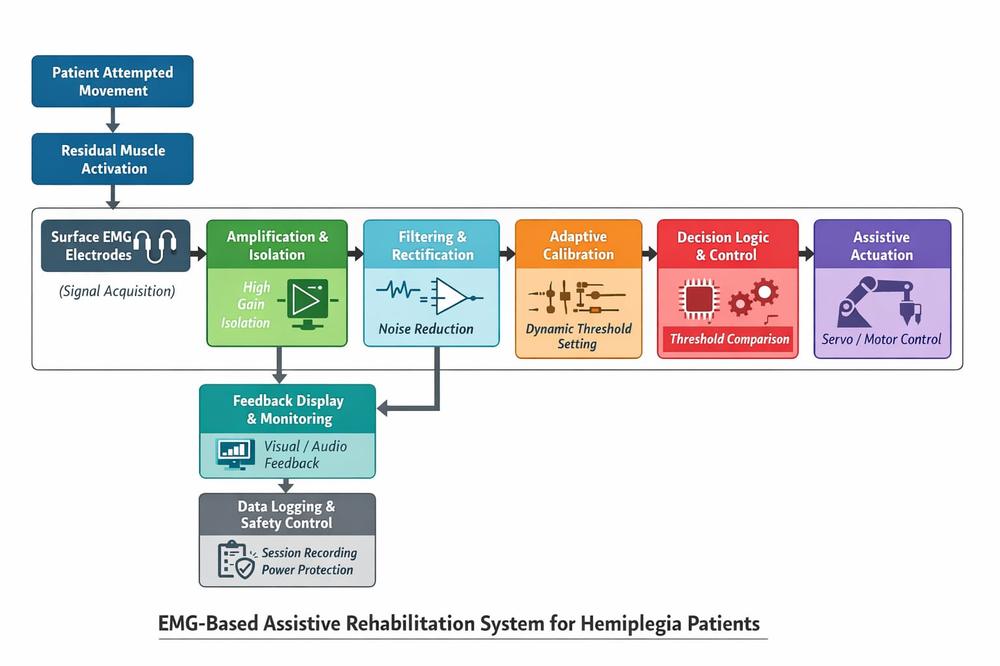 Patient Attempted
Movement
Residual Muscle
Activation
Surface EMG
Electrodes
(Signal Acquisition)
Amplification &
Isolation
High
Gain
Isolation
Filtering &
Rectification
Noise Reduction
Adaptive
Calibration
Dynamic Threshold
Setting
Decision Logic
& Control
Threshold Comparison
Assistive
Actuation
Servo / Motor Control
Feedback Display
& Monitoring
Visual / Audio
Feedback
Data Logging &
Safety Control
Session Recording
Power Protection
EMG-Based Assistive Rehabilitation System for Hemiplegia Patients